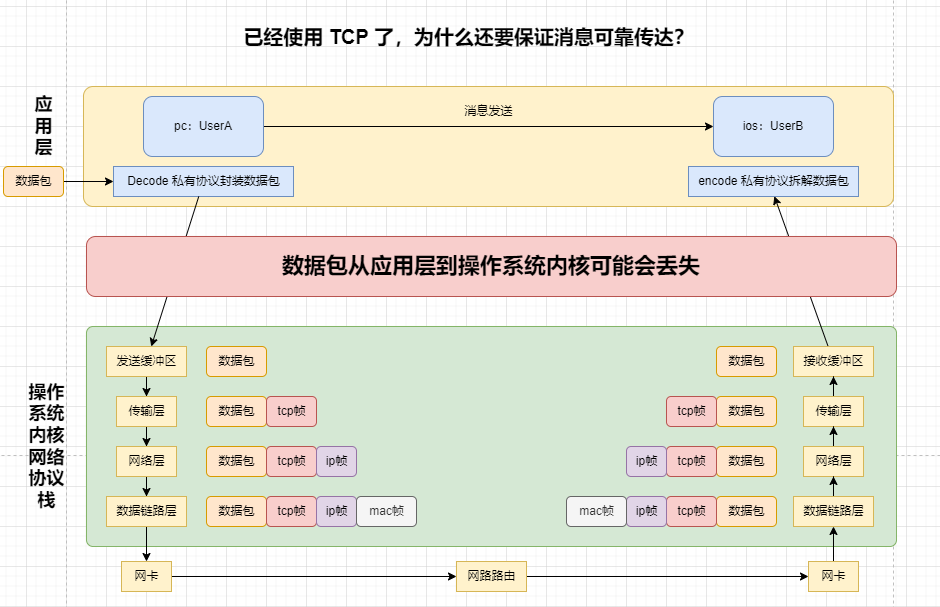 已经使用 TCP 了，为什么还要保证消息可靠传达？
应
用
层
pc：UserA
消息发送
ios：UserB
数据包
Decode 私有协议封装数据包
encode 私有协议拆解数据包
数据包从应用层到操作系统内核可能会丢失
操作
系统
内核
网络
协议
栈
发送缓冲区
数据包
数据包
接收缓冲区
传输层
数据包
tcp帧
tcp帧
数据包
传输层
网络层
数据包
tcp帧
ip帧
ip帧
tcp帧
数据包
网络层
数据链路层
数据包
tcp帧
ip帧
mac帧
mac帧
ip帧
tcp帧
数据包
数据链路层
网卡
网路路由
网卡